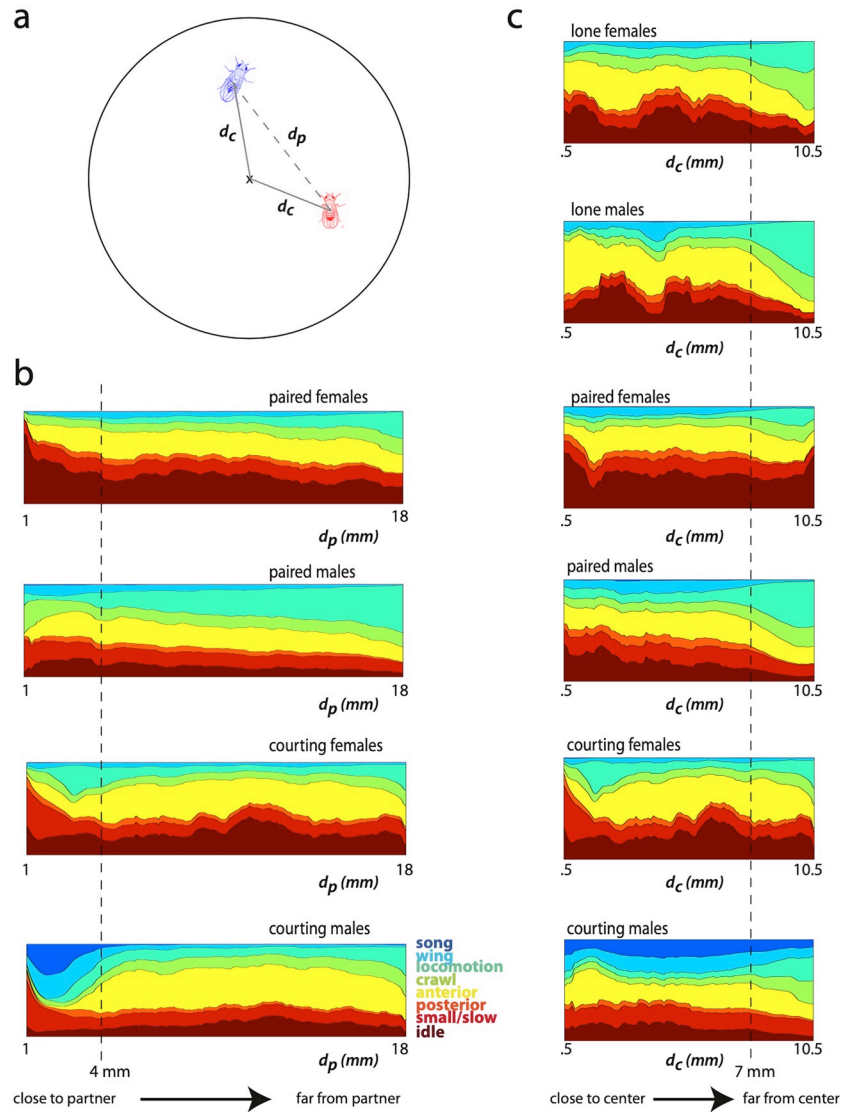 a
d_c
d_p
x
d_c
b
paired females
1
18
d_p (mm)
paired males
1
18
d_p (mm)
courting females
1
18
d_p (mm)
courting males
song
wing
locomotion
crawl
anterior
posterior
small/slow
idle
1
18
d_p (mm)
4 mm
close to partner
far from partner
c
lone females
.5
10.5
d_c (mm)
lone males
.5
10.5
d_c (mm)
paired females
.5
10.5
d_c (mm)
paired males
.5
10.5
d_c (mm)
courting females
.5
10.5
d_c (mm)
courting males
.5
10.5
d_c (mm)
7 mm
close to center
far from center